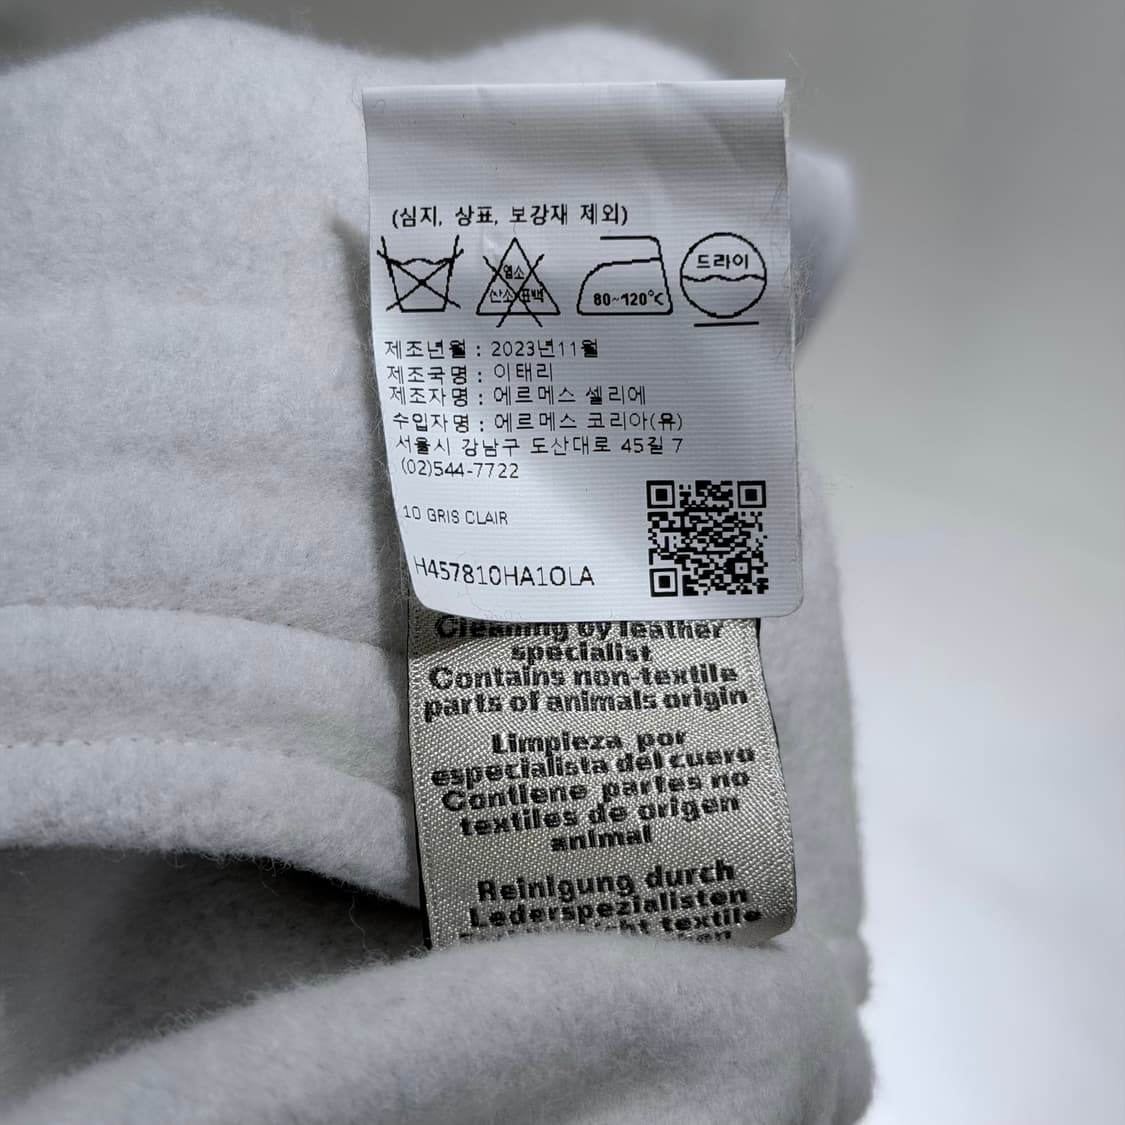 (심지, 상표, 보강재 제외)
염소
산소 표백
80~120°C
드라이
제조년월 : 2023년11월
제조국명 : 이태리
제조자명 : 에르메스 셀리에
수입자명 : 에르메스 코리아(유)
서울시 강남구 도산대로 45길 7
(02)544-7722
10 GRIS CLAIR
H457810HA10LA
Cleaning by leather
specialist
Contains non-textile
parts of animals origin
Limpieza por
especialista del cuero
Contiene partes no
textiles de origen
animal
Reinigung durch
Lederspezialisten
textile